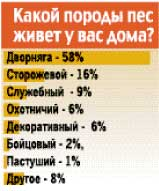 Какой породы пес
живет у вас дома?
Дворняга - 58%
Сторожевой - 16%
Служебный - 9%
Охотничий - 6%
Декоративный - 6%
Бойцовый - 2%,
Пастуший - 1%
Другое - 8%